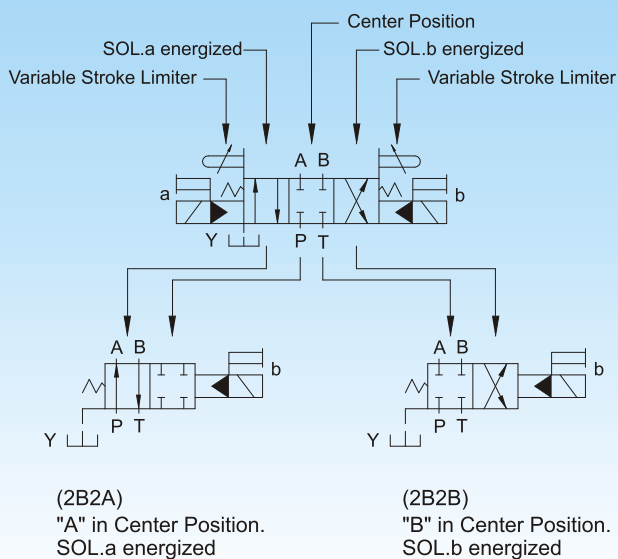 Center Position
SOL.a energized
SOL.b energized
Variable Stroke Limiter
Variable Stroke Limiter
A B
a
b
Y
P T
A B
b
P T
Y
A B
b
P T
Y
(2B2A)
"A" in Center Position.
SOL.a energized
(2B2B)
"B" in Center Position.
SOL.b energized